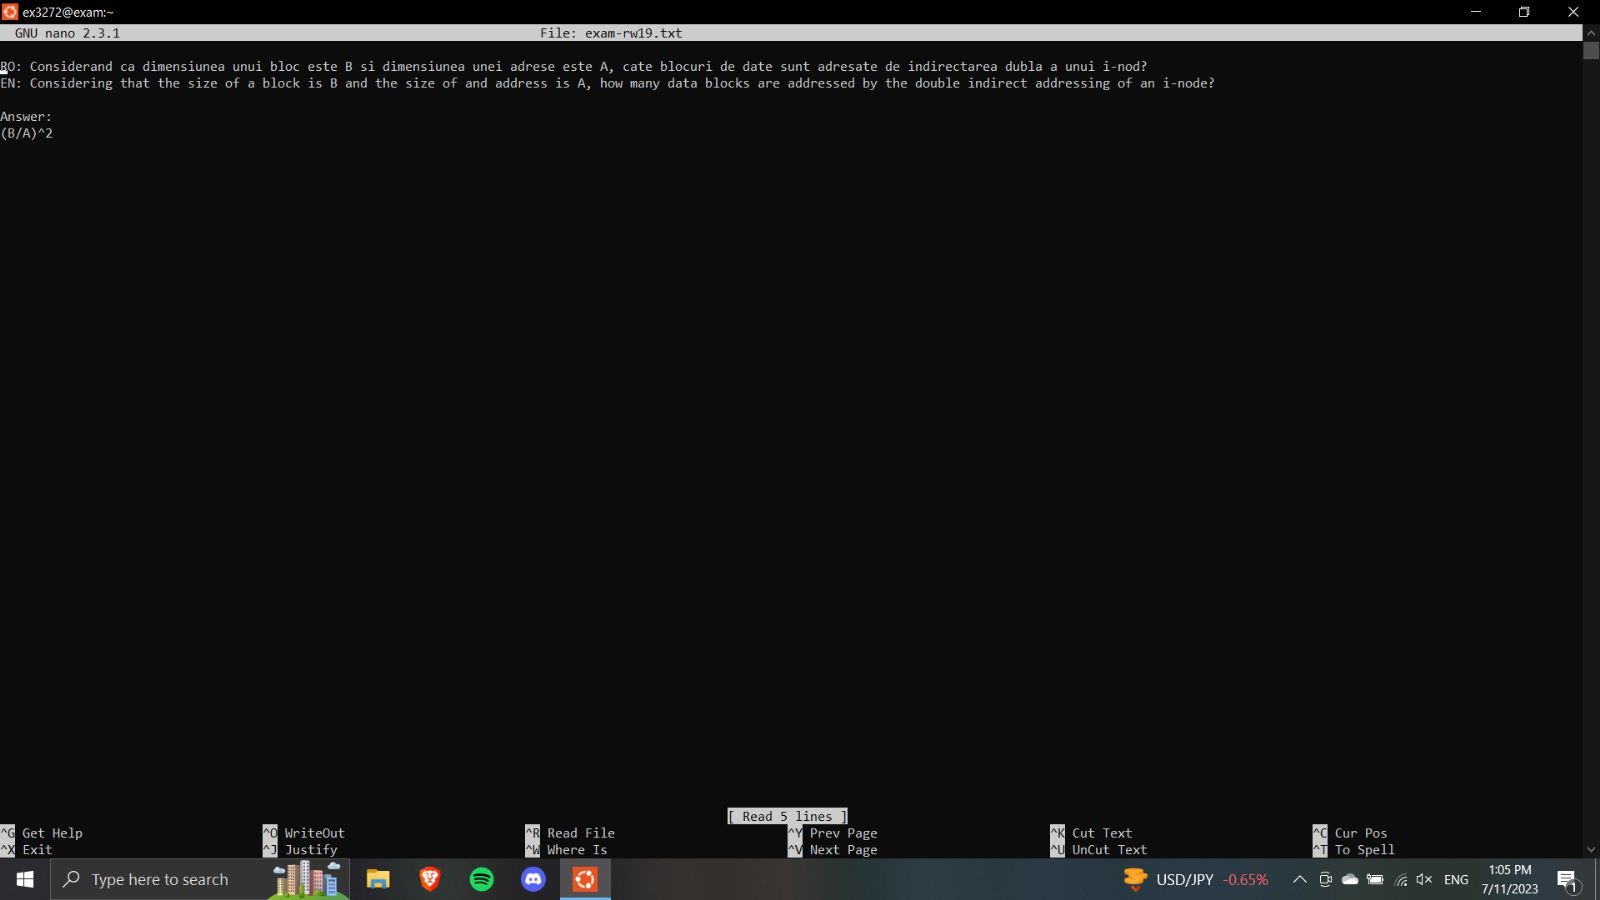 ex3272@exam:~
GNU nano 2.3.1 File: exam-rw19.txt
RO: Considerand ca dimensiunea unui bloc este B si dimensiunea unei adrese este A, cate blocuri de date sunt adresate de indirectarea dubla a unui i-nod?
EN: Considering that the size of a block is B and the size of and address is A, how many data blocks are addressed by the double indirect addressing of an i-node?
Answer:
(B/A)^2
[ Read 5 lines ]
^G Get Help ^O WriteOut ^R Read File ^Y Prev Page ^K Cut Text ^C Cur Pos
^X Exit ^J Justify ^W Where Is ^V Next Page ^U UnCut Text ^T To Spell
Type here to search USD/JPY -0.65% ENG 1:05 PM
7/11/2023 1